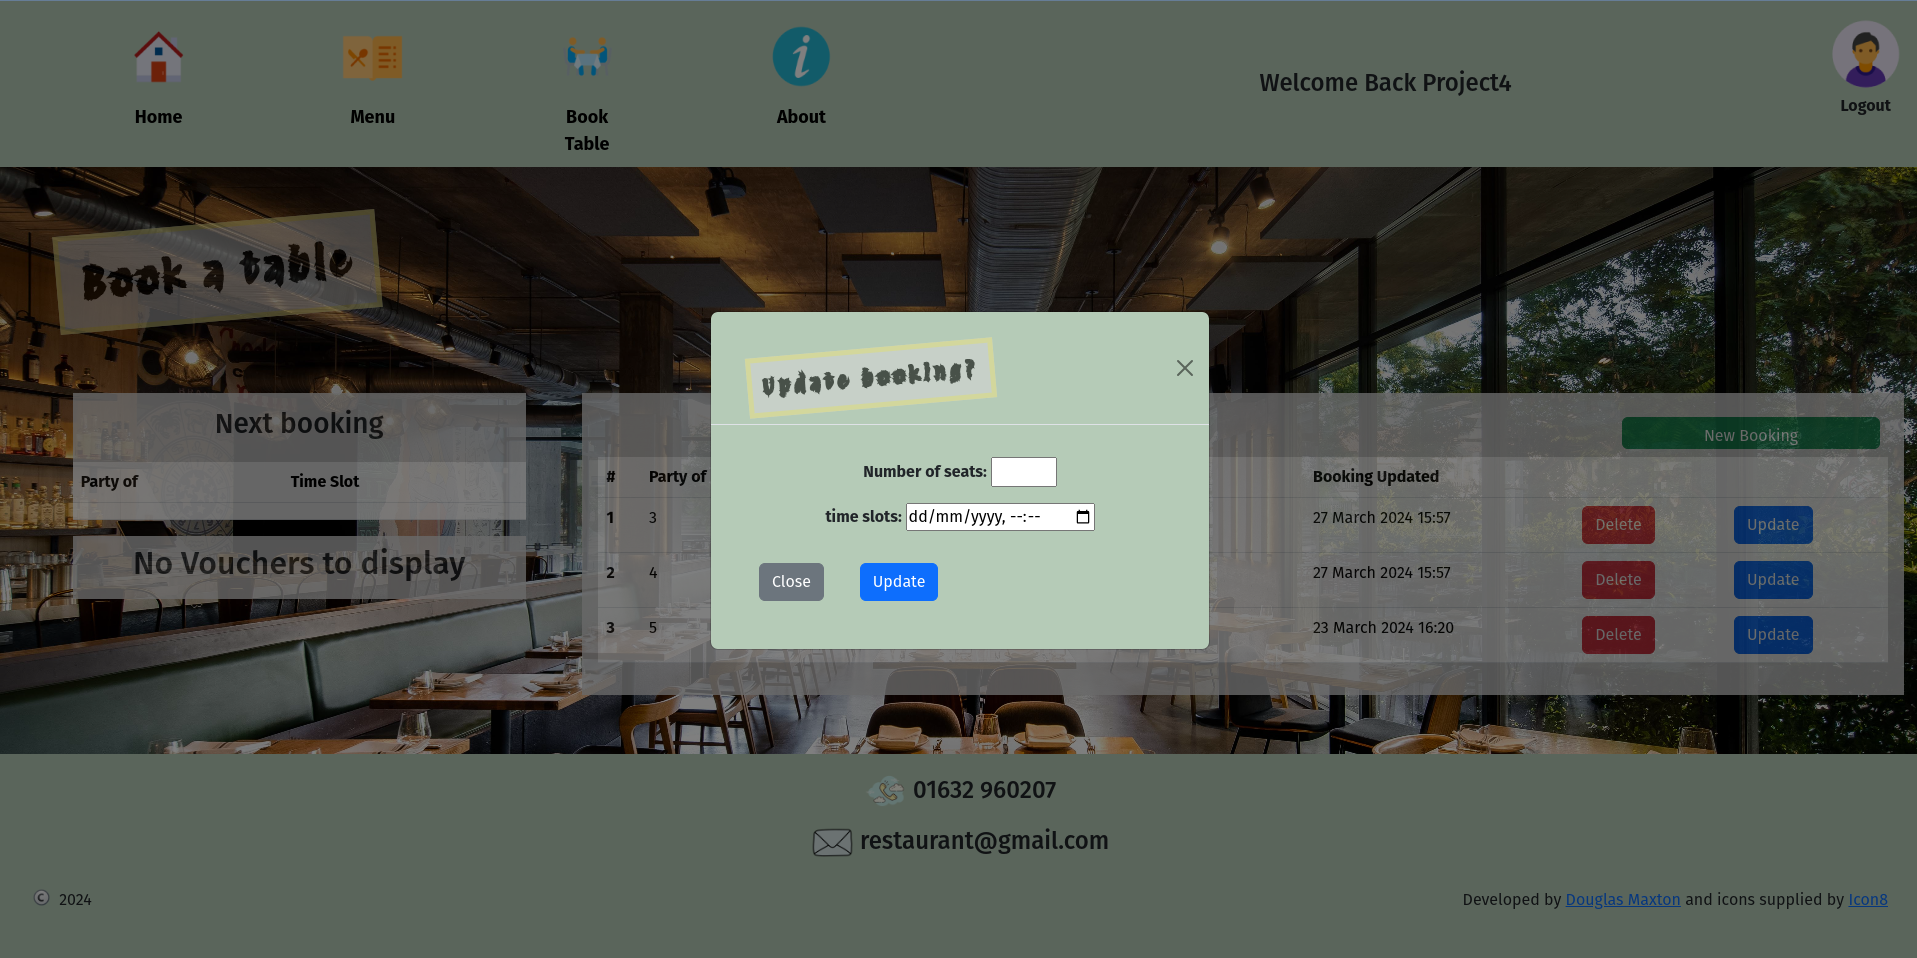 Home
Menu
Book
Table
About
Welcome Back Project4
Logout
Book a table
Next booking
Party of
Time Slot
No Vouchers to display
Update booking?
Number of seats:
time slots: dd/mm/yyyy, --:--
Close
Update
New Booking
# Party of Booking Updated
1 3 27 March 2024 15:57 Delete Update
2 4 27 March 2024 15:57 Delete Update
3 5 23 March 2024 16:20 Delete Update
01632 960207
restaurant@gmail.com
© 2024
Developed by Douglas Maxton and icons supplied by Icon8